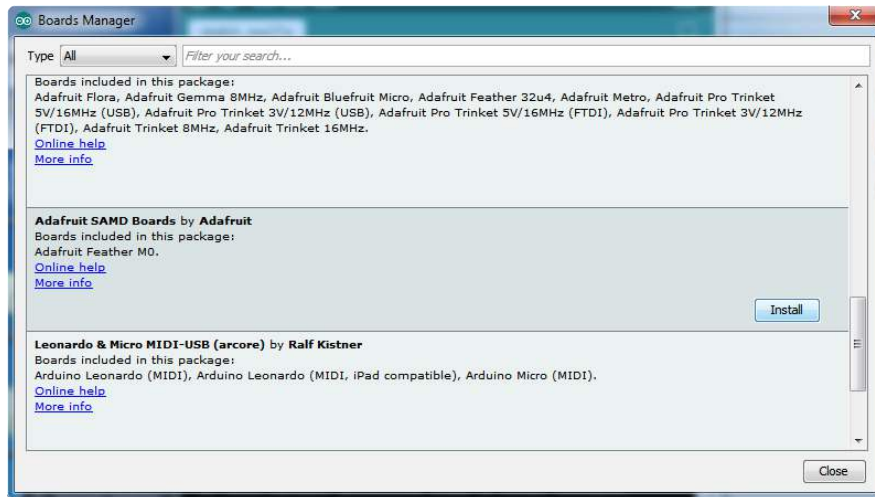 Boards Manager
Type All Filter your search...
Boards included in this package:
Adafruit Flora, Adafruit Gemma 8MHz, Adafruit Bluefruit Micro, Adafruit Feather 32u4, Adafruit Metro, Adafruit Pro Trinket
5V/16MHz (USB), Adafruit Pro Trinket 3V/12MHz (USB), Adafruit Pro Trinket 5V/16MHz (FTDI), Adafruit Pro Trinket 3V/12MHz
(FTDI), Adafruit Trinket 8MHz, Adafruit Trinket 16MHz.
Online help
More info
Adafruit SAMD Boards by Adafruit
Boards included in this package:
Adafruit Feather M0.
Online help
More info
Install
Leonardo & Micro MIDI-USB (arcore) by Ralf Kistner
Boards included in this package:
Arduino Leonardo (MIDI), Arduino Leonardo (MIDI, iPad compatible), Arduino Micro (MIDI).
Online help
More info
Close